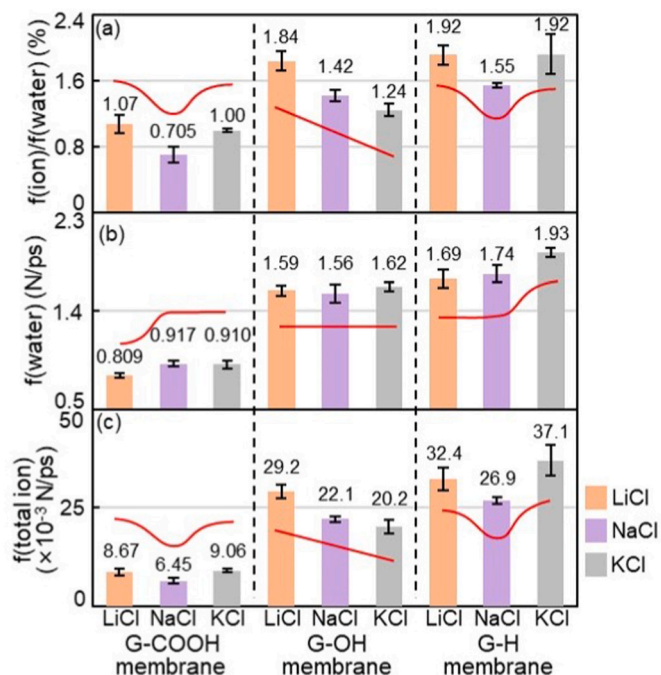 (a)
f(ion)/f(water) (%)
2.4
1.6
0.8
0
1.07
0.705
1.00
1.84
1.42
1.24
1.92
1.55
1.92
(b)
f(water) (N/ps)
2.3
1.4
0.5
0.809
0.917
0.910
1.59
1.56
1.62
1.69
1.74
1.93
(c)
f(total ion)
(×10⁻³ N/ps)
50
25
0
8.67
6.45
9.06
29.2
22.1
20.2
32.4
26.9
37.1
LiCl
NaCl
KCl
LiCl NaCl KCl LiCl NaCl KCl LiCl NaCl KCl
G-COOH G-OH G-H
membrane membrane membrane